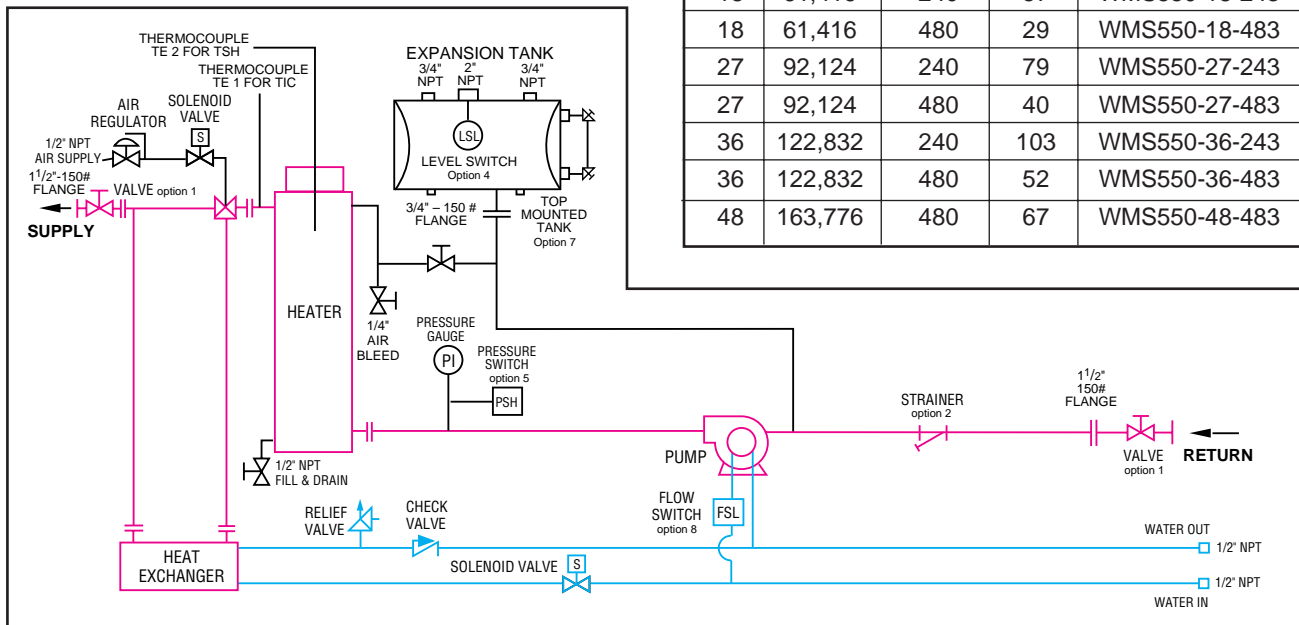 18 61,416 480 29 WMS550-18-483
27 92,124 240 79 WMS550-27-243
27 92,124 480 40 WMS550-27-483
36 122,832 240 103 WMS550-36-243
36 122,832 480 52 WMS550-36-483
48 163,776 480 67 WMS550-48-483
THERMOCOUPLE
TE 2 FOR TSH
THERMOCOUPLE
TE 1 FOR TIC
AIR
REGULATOR
SOLENOID
VALVE
S
1/2" NPT
AIR SUPPLY
1 1/2"-150#
FLANGE
VALVE option 1
SUPPLY
EXPANSION TANK
3/4"
NPT
2"
NPT
3/4"
NPT
LSL
LEVEL SWITCH
Option 4
3/4" – 150 #
FLANGE
TOP
MOUNTED
TANK
Option 7
HEATER
1/4"
AIR
BLEED
PRESSURE
GAUGE
PI
PRESSURE
SWITCH
option 5
PSH
1 1/2"
150#
FLANGE
STRAINER
option 2
VALVE
option 1
RETURN
PUMP
1/2" NPT
FILL & DRAIN
RELIEF
VALVE
CHECK
VALVE
FLOW
SWITCH
option 8
FSL
WATER OUT
1/2" NPT
HEAT
EXCHANGER
SOLENOID VALVE
S
1/2" NPT
WATER IN